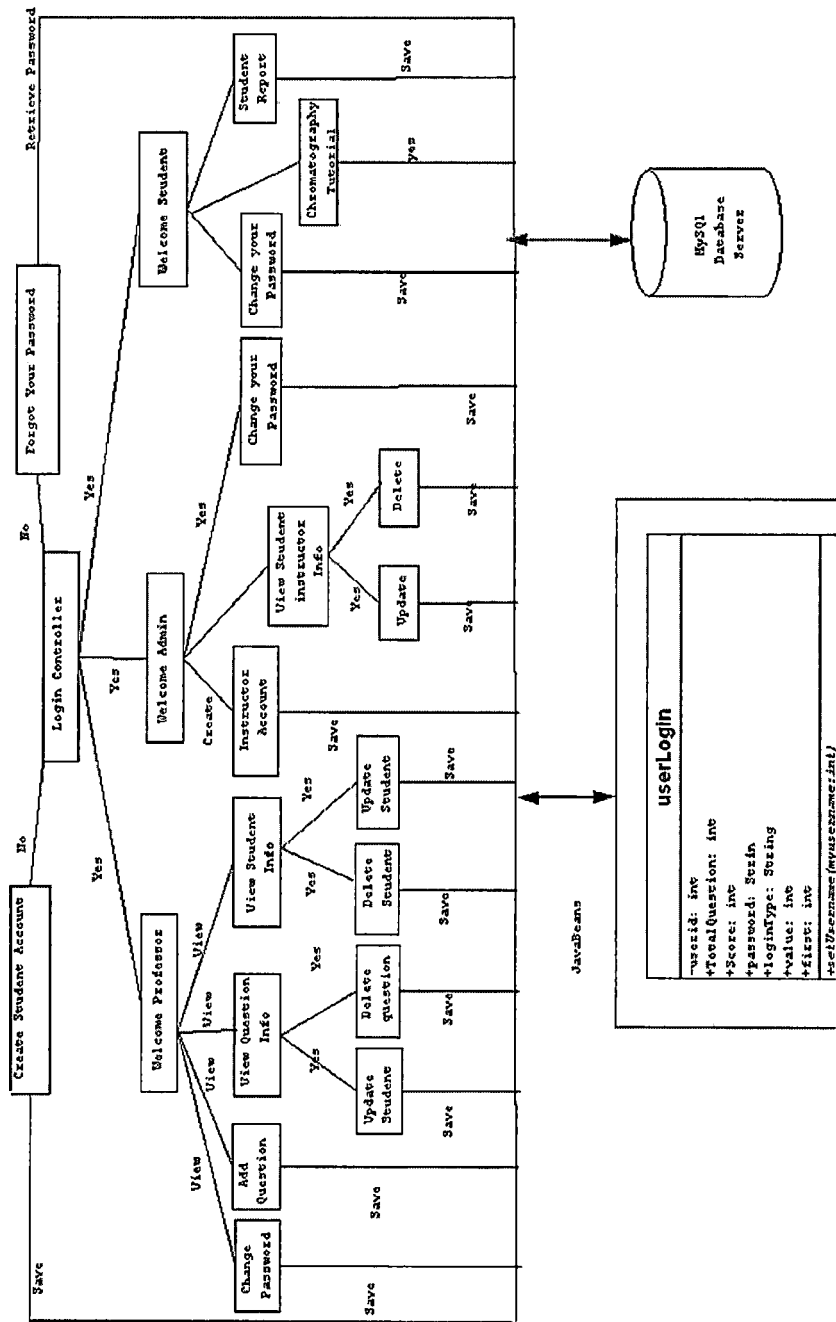 Save
Create Student Account
No
Login Controller
No
Forgot Your Password
Retrieve Password
Yes
Yes
Yes
Welcome Professor
Welcome Admin
Welcome Student
View
View
View
View
Create
Yes
Change
Password
Add
Question
View Question
Info
View Student
Info
Instructor
Account
View Student
instructor
Info
Change your
Password
Change your
Password
Chromatography
Tutorial
Student
Report
Yes
Yes
Yes
Yes
Yes
Yes
Update
Student
Delete
question
Delete
Student
Update
Student
Update
Delete
Save
Save
Save
Save
Save
Save
Save
Save
Save
Save
Save
yes
Save
JavaBeans
MySQl
Database
Server
userLogin
-userid: int
+TotalQuestion: int
+Score: int
+password: Strin
+loginType: String
+value: int
+first: int
+setUsername(myusername:int)